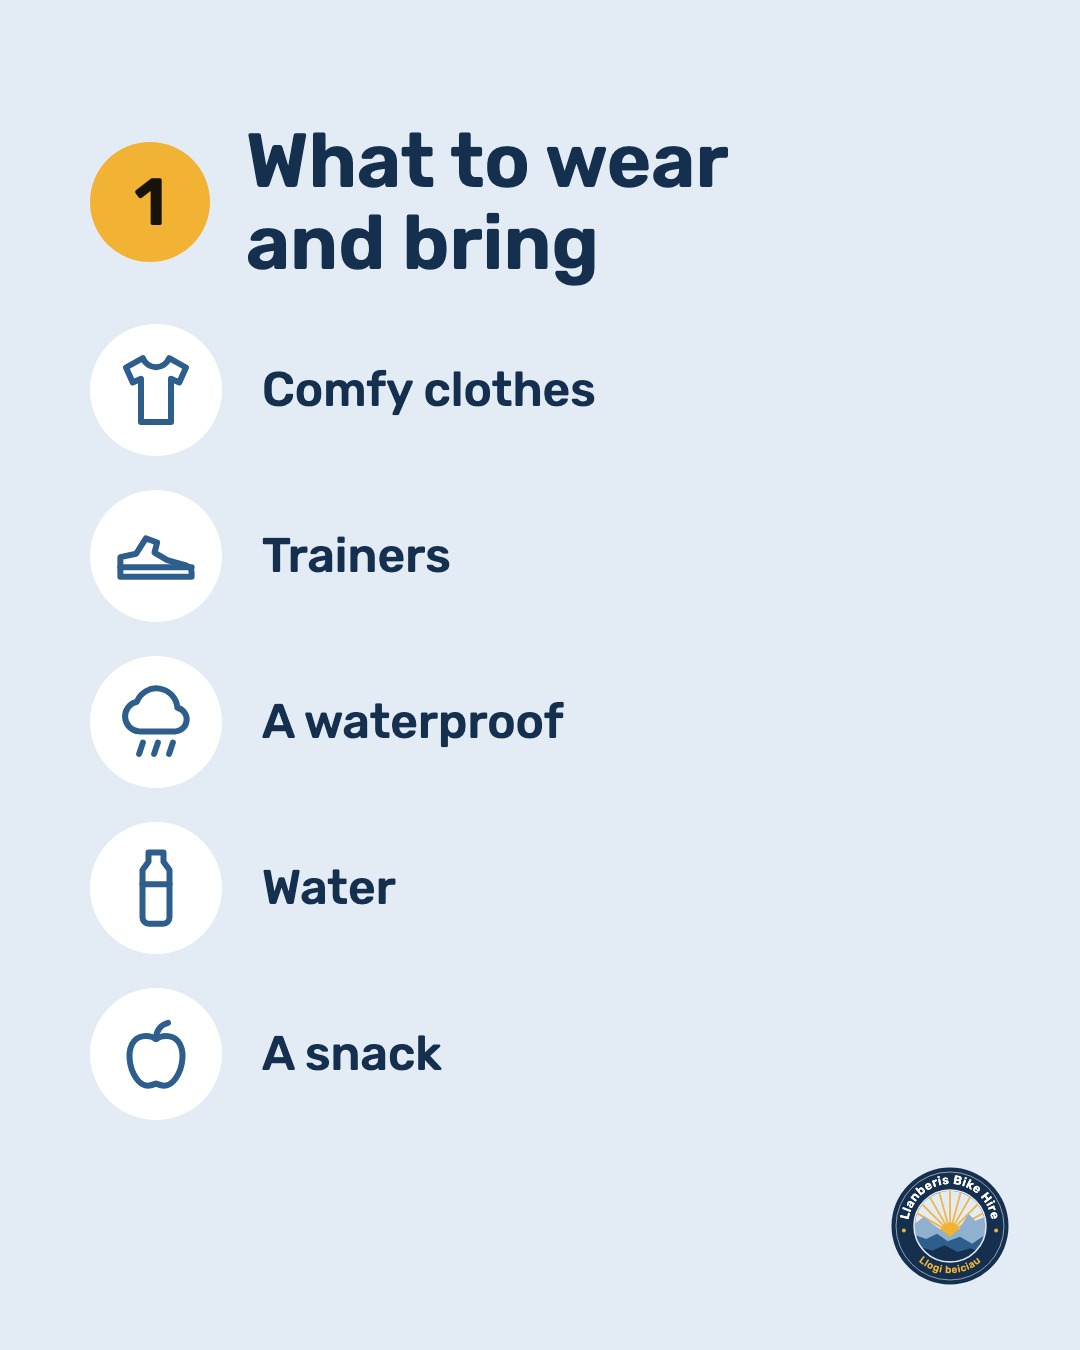 1
What to wear
and bring
Comfy clothes
Trainers
A waterproof
Water
A snack
Llanberis Bike Hire
Llogi beiciau